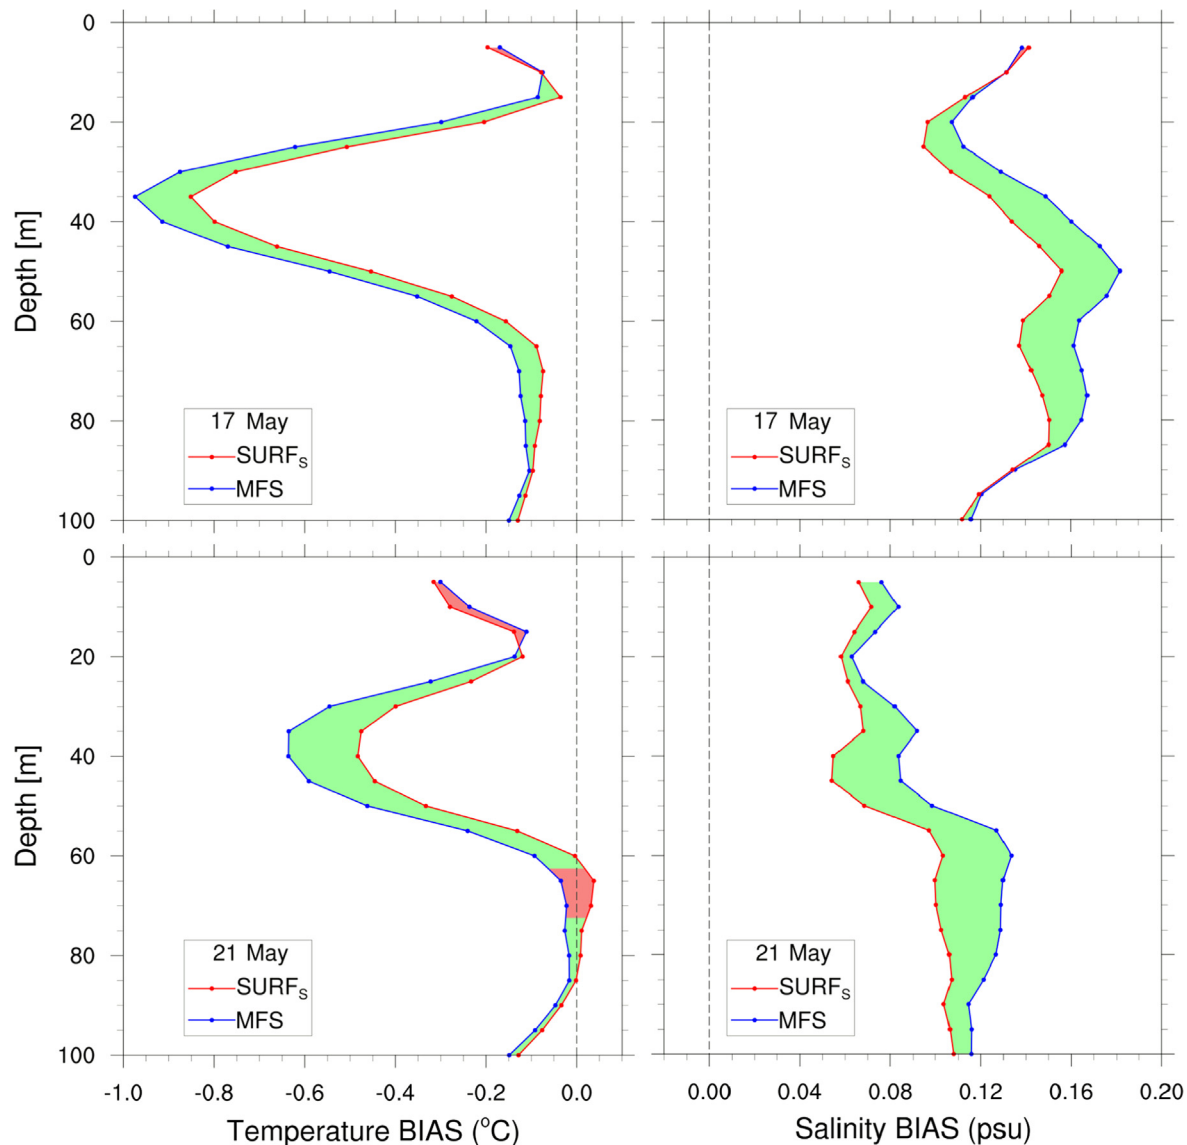 0
20
40
60
80
100
Depth [m]
17 May
SURFS
MFS
17 May
SURFS
MFS
0
20
40
60
80
100
Depth [m]
21 May
SURFS
MFS
21 May
SURFS
MFS
-1.0 -0.8 -0.6 -0.4 -0.2 0.0
0.00 0.04 0.08 0.12 0.16 0.20
Temperature BIAS (°C)
Salinity BIAS (psu)